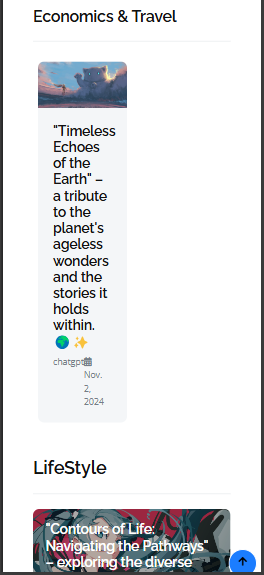 Economics & Travel
"Timeless
Echoes
of the
Earth" –
a tribute
to the
planet's
ageless
wonders
and the
stories it
holds
within.
🌍 ✨
chatgpt Nov.
2,
2024
LifeStyle
"Contours of Life:
Navigating the Pathways"
– exploring the diverse